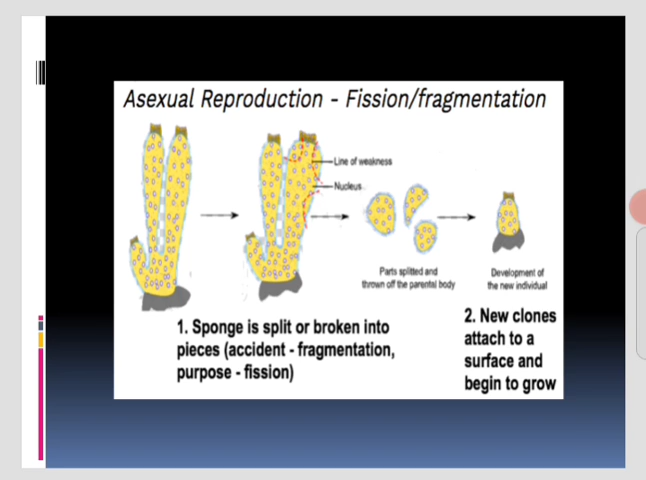 Asexual Reproduction - Fission/fragmentation
Line of weakness
Nucleus
Parts splitted and
thrown off the parental body
Development of
the new individual
1. Sponge is split or broken into
pieces (accident - fragmentation,
purpose - fission)
2. New clones
attach to a
surface and
begin to grow